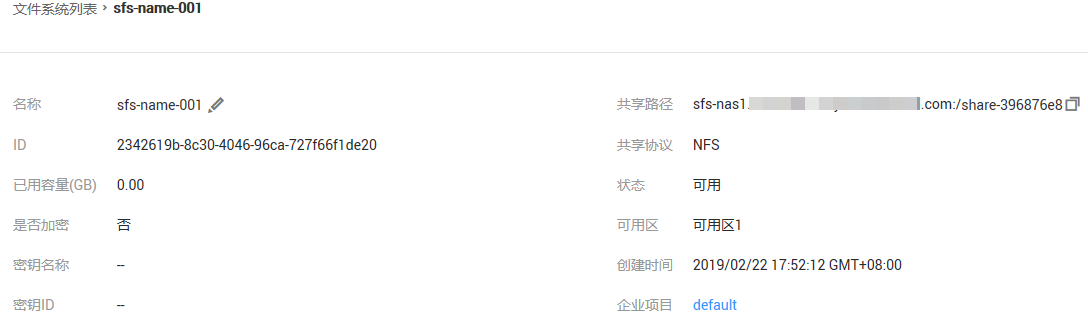 文件系统列表 › sfs-name-001
名称 sfs-name-001
共享路径 sfs-nas1. .com:/share-396876e8
ID 2342619b-8c30-4046-96ca-727f66f1de20
共享协议 NFS
已用容量(GB) 0.00
状态 可用
是否加密 否
可用区 可用区1
密钥名称 --
创建时间 2019/02/22 17:52:12 GMT+08:00
密钥ID --
企业项目 default